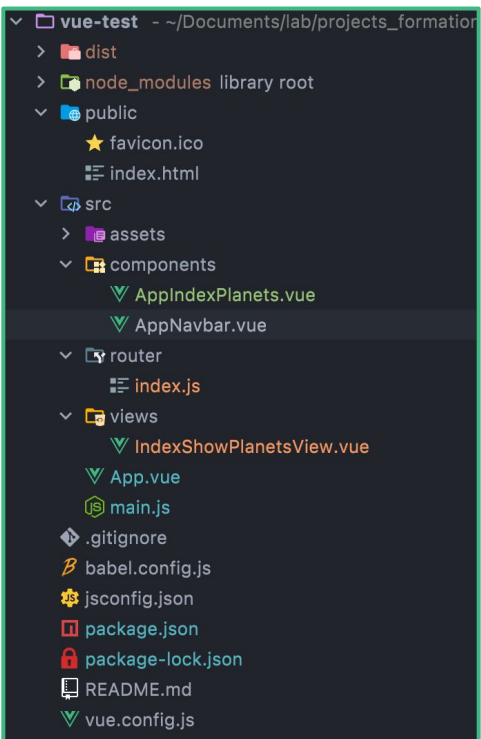 vue-test - ~/Documents/lab/projects_formation
dist
node_modules library root
public
favicon.ico
index.html
src
assets
components
AppIndexPlanets.vue
AppNavbar.vue
router
index.js
views
IndexShowPlanetsView.vue
App.vue
main.js
.gitignore
babel.config.js
jsconfig.json
package.json
package-lock.json
README.md
vue.config.js